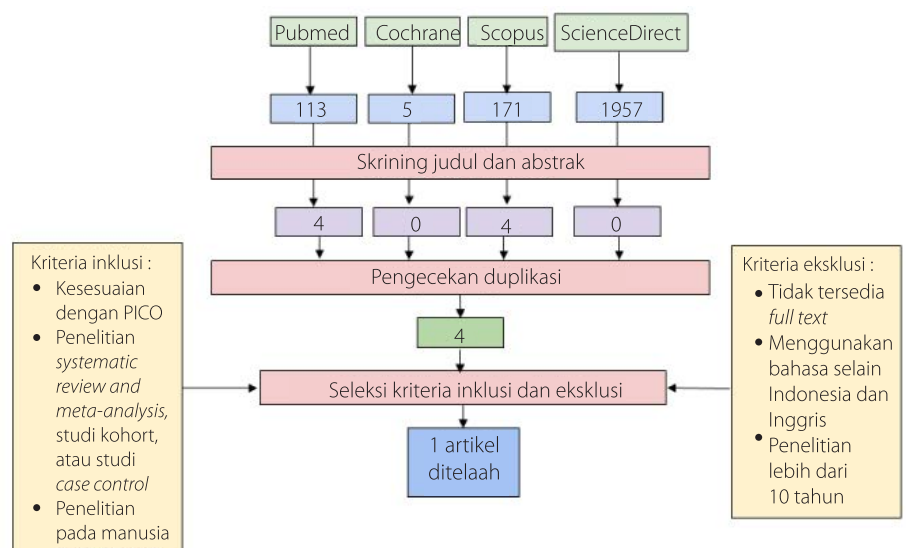 Pubmed
Cochrane
Scopus
ScienceDirect
113
5
171
1957
Skrining judul dan abstrak
4
0
4
0
Pengecekan duplikasi
4
Seleksi kriteria inklusi dan eksklusi
1 artikel
ditelaah
Kriteria inklusi :
• Kesesuaian
dengan PICO
• Penelitian
systematic
review and
meta-analysis,
studi kohort,
atau studi
case control
• Penelitian
pada manusia
Kriteria eksklusi :
• Tidak tersedia
full text
• Menggunakan
bahasa selain
Indonesia dan
Inggris
• Penelitian
lebih dari
10 tahun